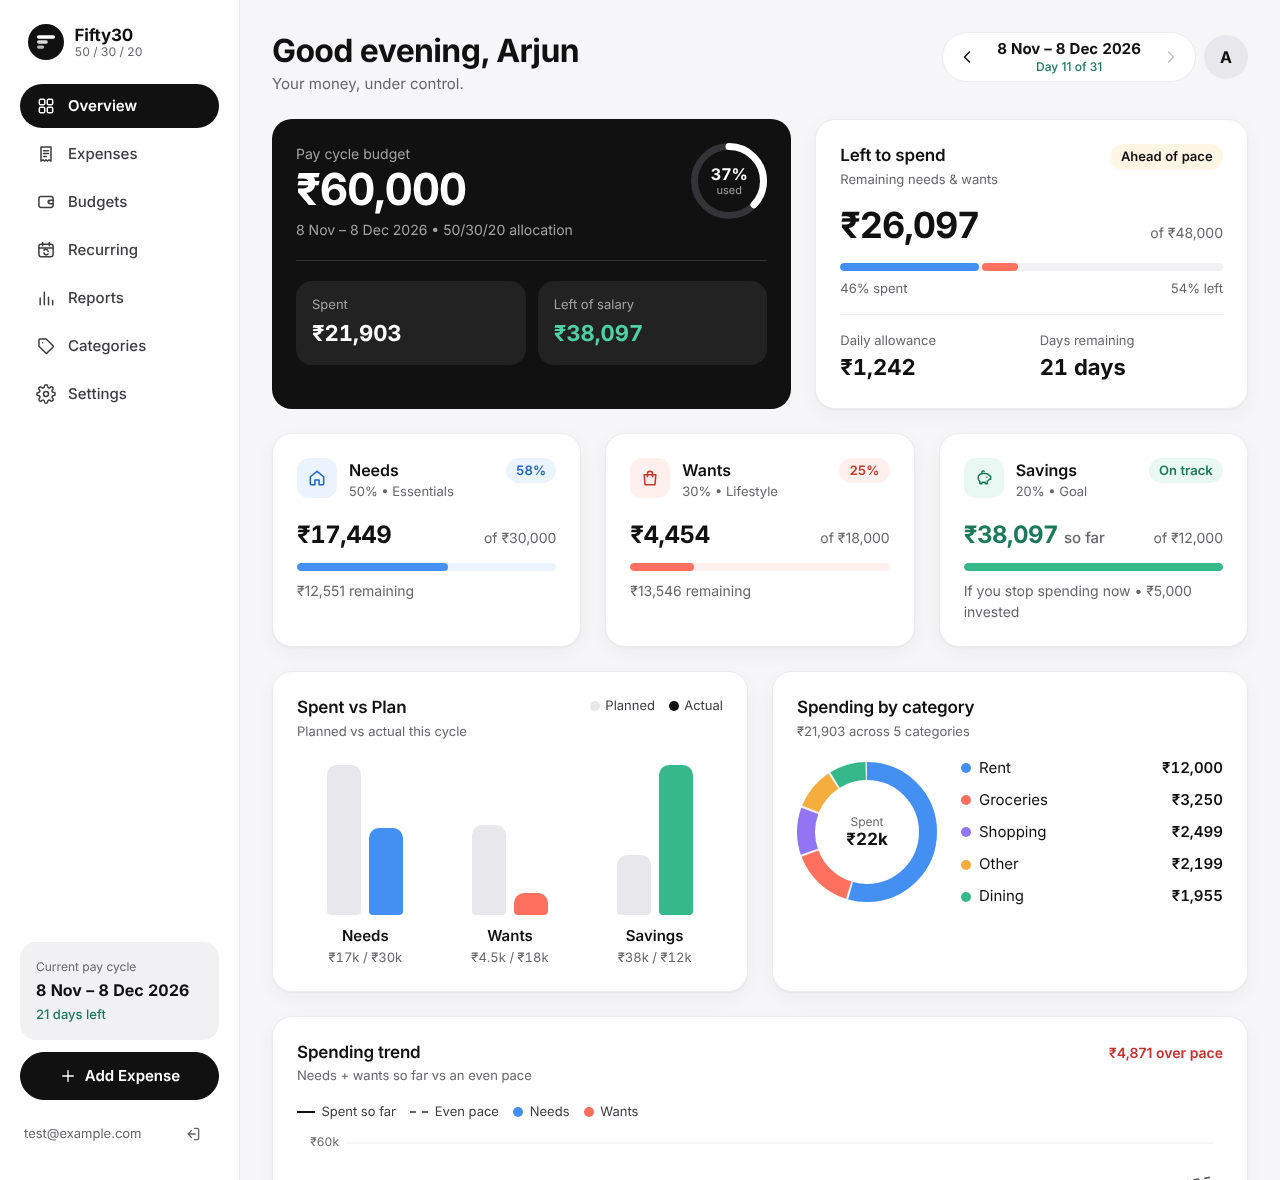 Fifty30
50 / 30 / 20
Overview
Expenses
Budgets
Recurring
Reports
Categories
Settings
Current pay cycle
8 Nov – 8 Dec 2026
21 days left
Add Expense
test@example.com
Good evening, Arjun
Your money, under control.
8 Nov – 8 Dec 2026
Day 11 of 31
A
Pay cycle budget
₹60,000
8 Nov – 8 Dec 2026 • 50/30/20 allocation
37%
used
Spent
₹21,903
Left of salary
₹38,097
Left to spend
Ahead of pace
Remaining needs & wants
₹26,097
of ₹48,000
46% spent
54% left
Daily allowance
₹1,242
Days remaining
21 days
Needs
58%
50% • Essentials
₹17,449
of ₹30,000
₹12,551 remaining
Wants
25%
30% • Lifestyle
₹4,454
of ₹18,000
₹13,546 remaining
Savings
On track
20% • Goal
₹38,097 so far
of ₹12,000
If you stop spending now • ₹5,000
invested
Spent vs Plan
Planned
Actual
Planned vs actual this cycle
Needs
₹17k / ₹30k
Wants
₹4.5k / ₹18k
Savings
₹38k / ₹12k
Spending by category
₹21,903 across 5 categories
Spent
₹22k
Rent ₹12,000
Groceries ₹3,250
Shopping ₹2,499
Other ₹2,199
Dining ₹1,955
Spending trend
₹4,871 over pace
Needs + wants so far vs an even pace
Spent so far
Even pace
Needs
Wants
₹60k